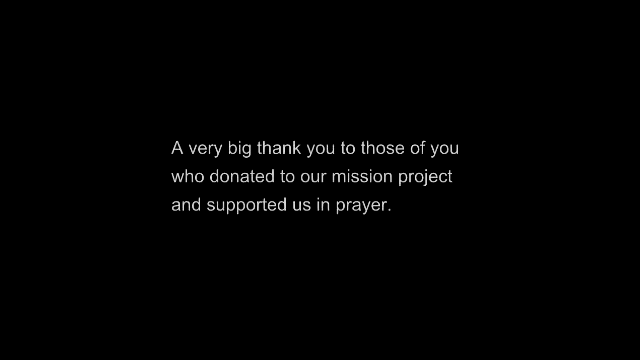 A very big thank you to those of you
who donated to our mission project
and supported us in prayer.